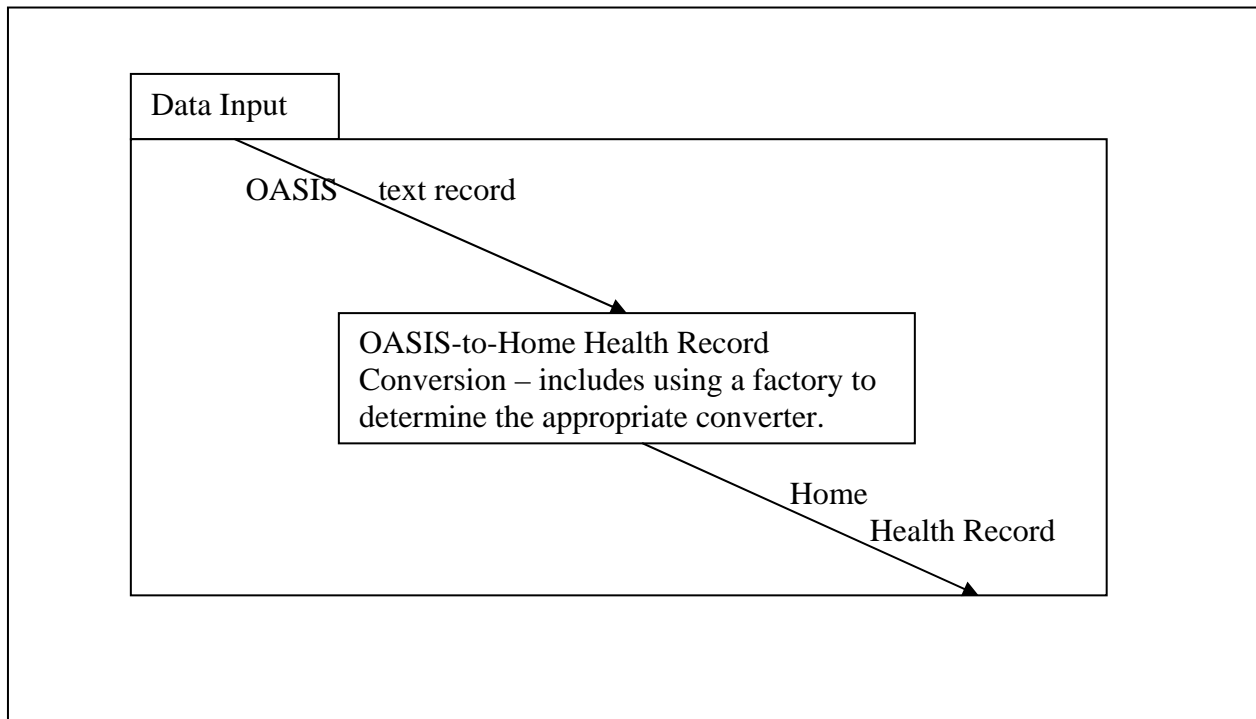 Data Input
OASIS text record
OASIS-to-Home Health Record
Conversion – includes using a factory to
determine the appropriate converter.
Home
Health Record